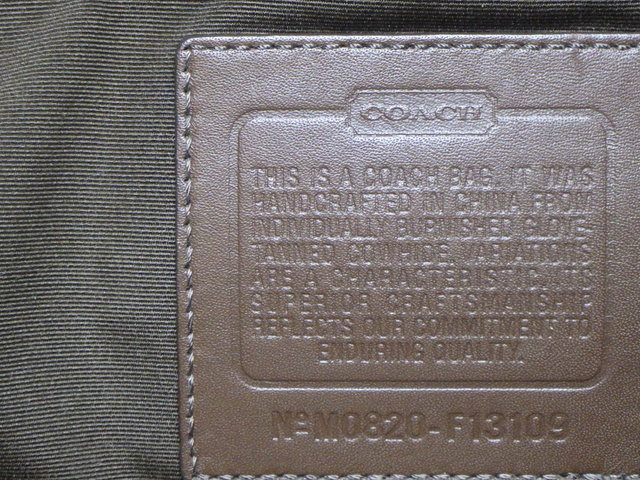 COACH
THIS IS A COACH BAG. IT WAS
HANDCRAFTED IN CHINA FROM
INDIVIDUALLY BURNISHED GLOVE
TANNED COWHIDE. VARIATIONS
ARE A CHARACTERISTIC. ITS
SUPERIOR CRAFTSMANSHIP
REFLECTS OUR COMMITMENT TO
ENDURING QUALITY.
Nº M0820-F13109